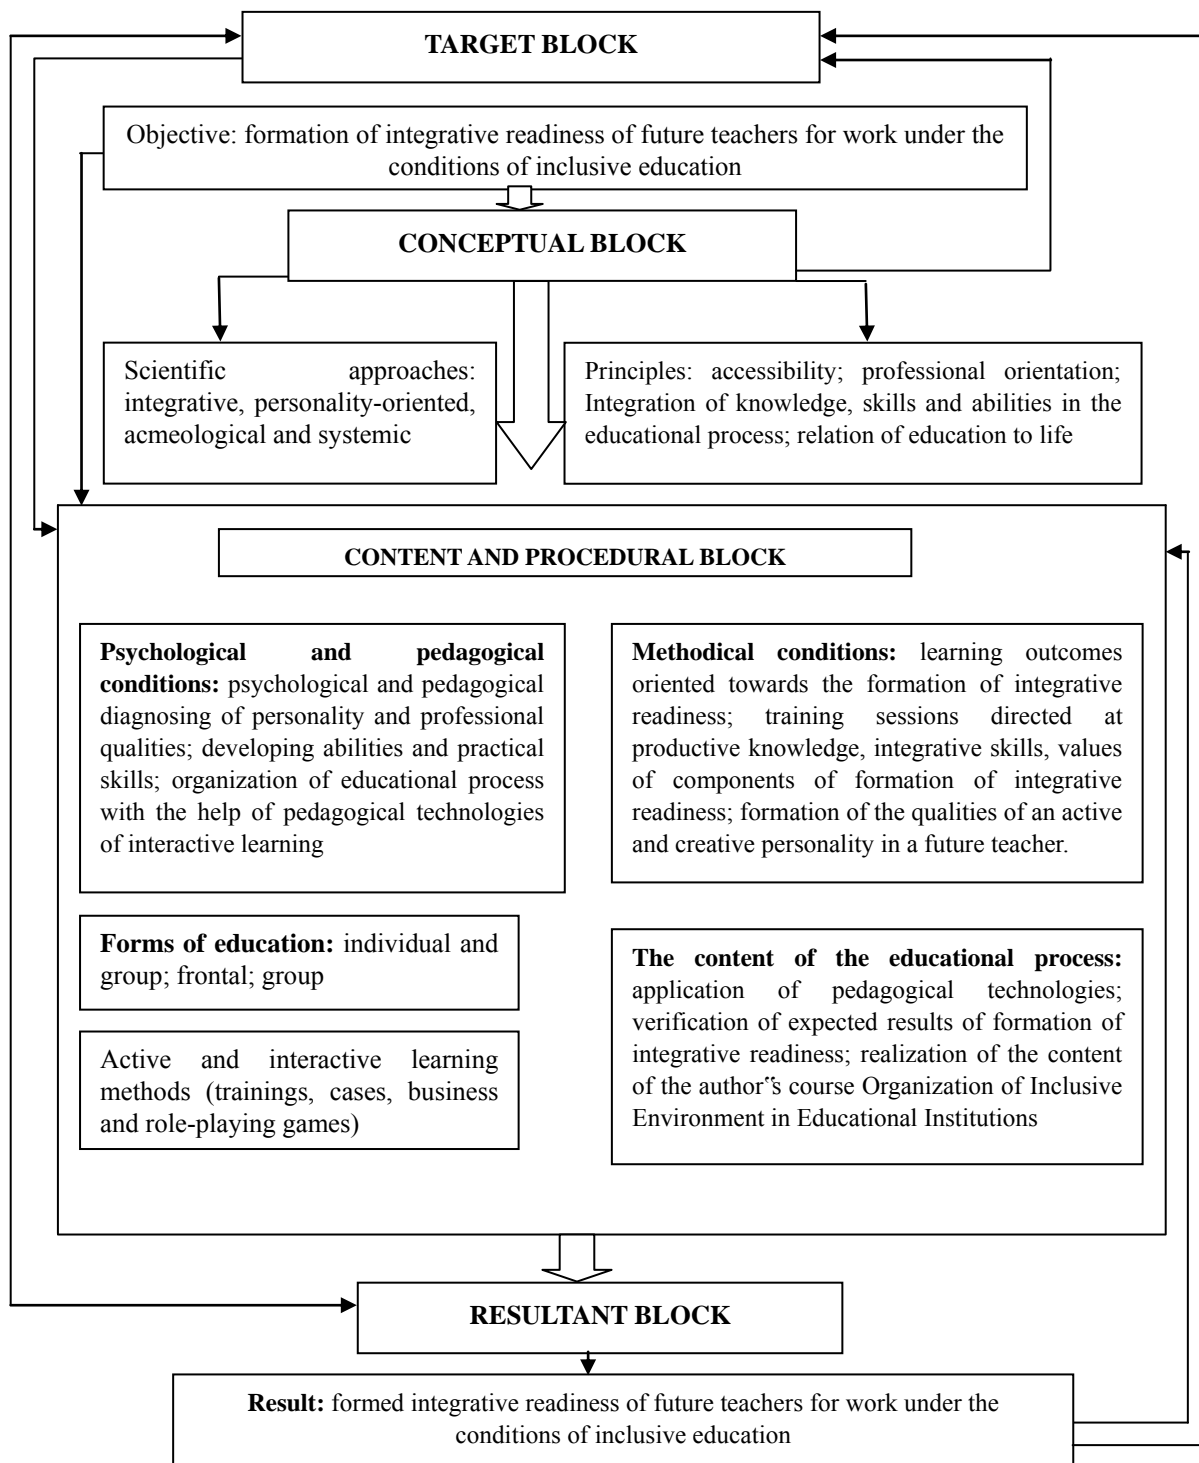 TARGET BLOCK
Objective: formation of integrative readiness of future teachers for work under the
conditions of inclusive education
CONCEPTUAL BLOCK
Scientific approaches:
integrative, personality-oriented,
acmeological and systemic
Principles: accessibility; professional orientation;
Integration of knowledge, skills and abilities in the
educational process; relation of education to life
CONTENT AND PROCEDURAL BLOCK
Psychological and pedagogical
conditions: psychological and pedagogical
diagnosing of personality and professional
qualities; developing abilities and practical
skills; organization of educational process
with the help of pedagogical technologies
of interactive learning
Methodical conditions: learning outcomes
oriented towards the formation of integrative
readiness; training sessions directed at
productive knowledge, integrative skills, values
of components of formation of integrative
readiness; formation of the qualities of an active
and creative personality in a future teacher.
Forms of education: individual and
group; frontal; group
Active and interactive learning
methods (trainings, cases, business
and role-playing games)
The content of the educational process:
application of pedagogical technologies;
verification of expected results of formation of
integrative readiness; realization of the content
of the author‟s course Organization of Inclusive
Environment in Educational Institutions
RESULTANT BLOCK
Result: formed integrative readiness of future teachers for work under the
conditions of inclusive education